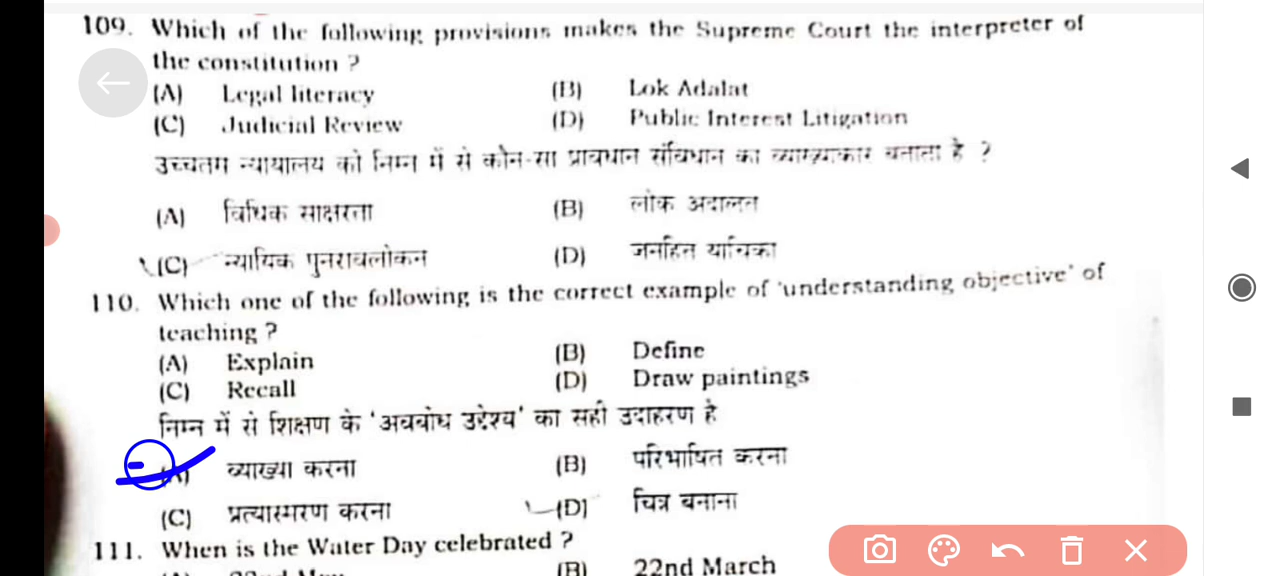 109. Which of the following provisions makes the Supreme Court the interpreter of
the constitution ?
(A) Legal literacy (B) Lok Adalat
(C) Judicial Review (D) Public Interest Litigation
उच्चतम न्यायालय को निम्न में से कौन-सा प्रावधान संविधान का व्याख्याकार बनाता है ?
(A) विधिक साक्षरता (B) लोक अदालत
(C) न्यायिक पुनरावलोकन (D) जनहित याचिका
110. Which one of the following is the correct example of 'understanding objective' of
teaching ?
(A) Explain (B) Define
(C) Recall (D) Draw paintings
निम्न में से शिक्षण के 'अवबोध उद्देश्य' का सही उदाहरण है
(A) व्याख्या करना (B) परिभाषित करना
(C) प्रत्यास्मरण करना (D) चित्र बनाना
111. When is the Water Day celebrated ?
(B) 22nd March